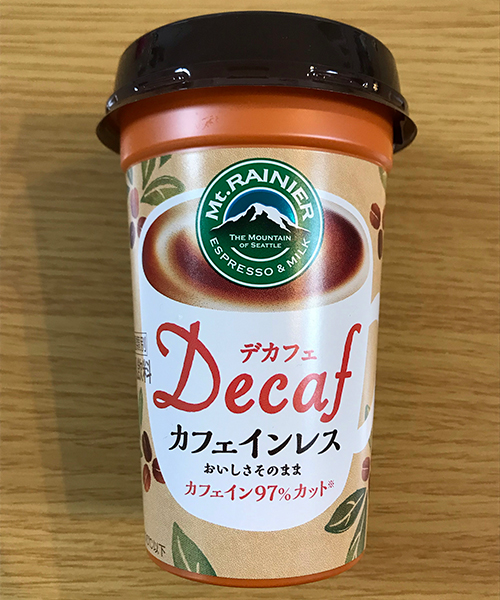 Mt. RAINIER
THE MOUNTAIN
OF SEATTLE
ESPRESSO & MILK
デカフェ
Decaf
カフェインレス
おいしさそのまま
カフェイン97%カット※